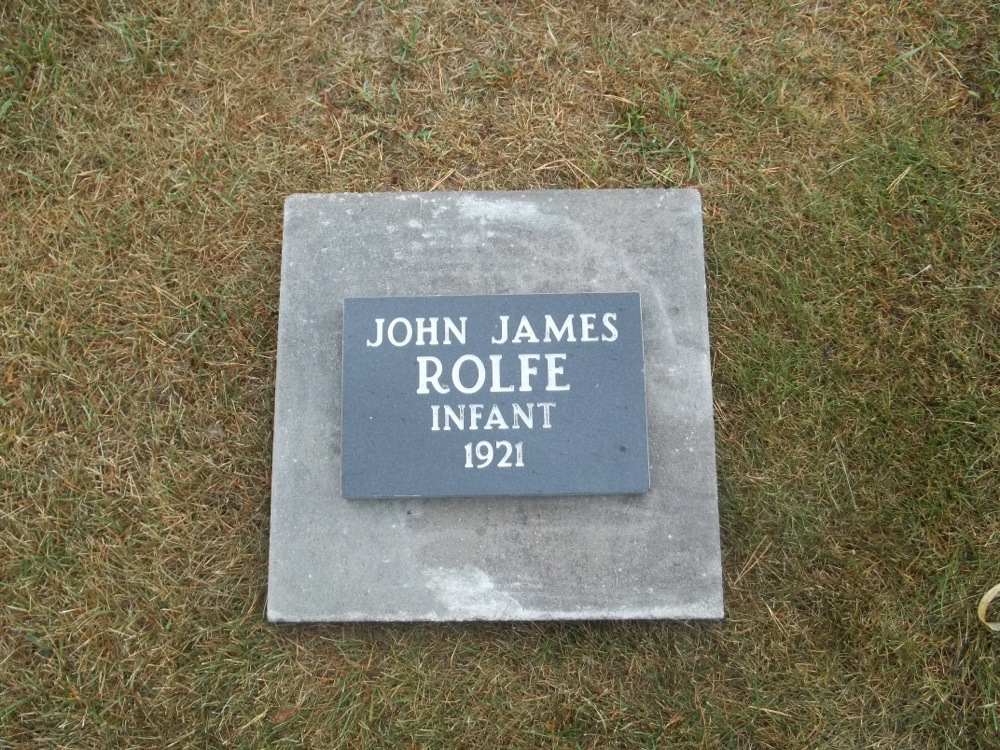 JOHN JAMES
ROLFE
INFANT
1921